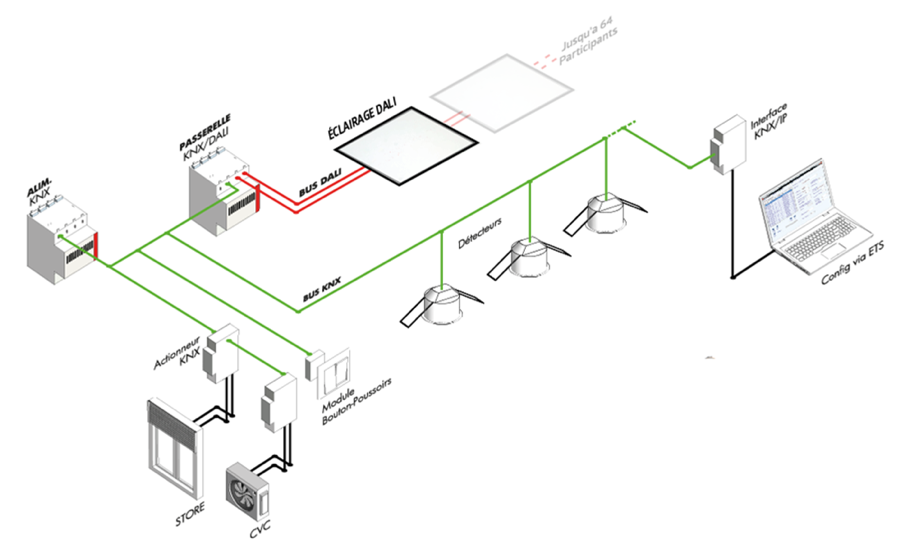 Jusqu'a 64
Participants
ÉCLAIRAGE DALI
PASSERELLE
KNX/DALI
Interface
KNX/IP
ALIM.
KNX
BUS DALI
Détecteurs
Config via ETS
BUS KNX
Actionneur
KNX
Module
Bouton-Poussoirs
STORE
CVC